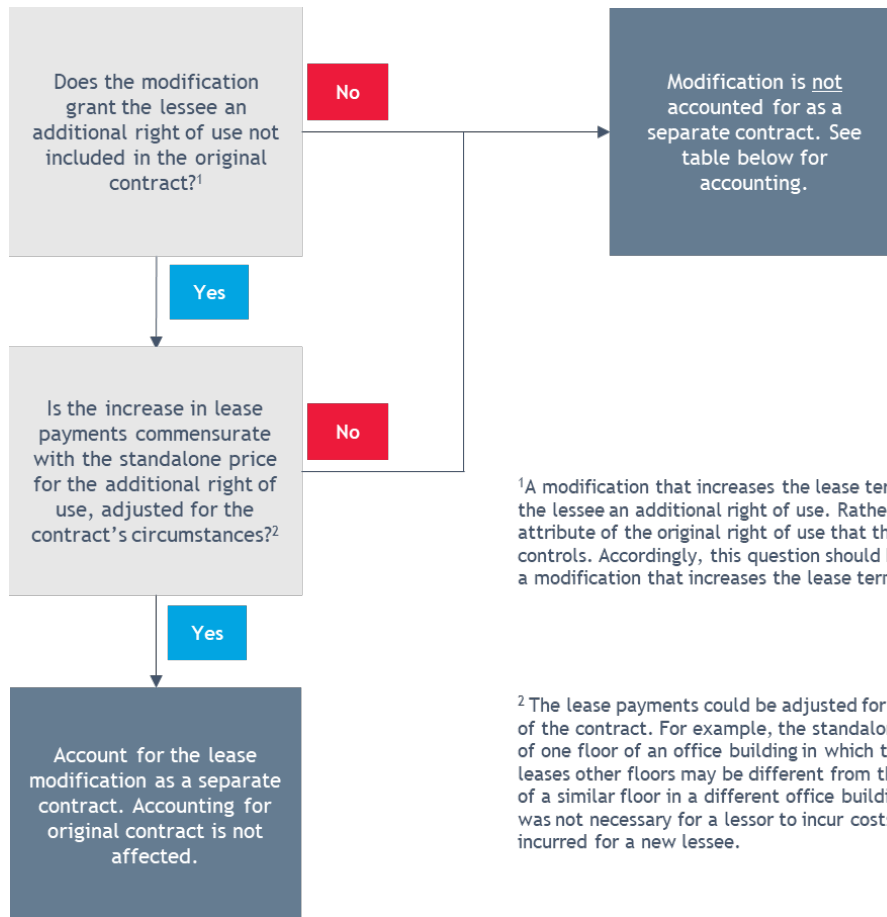 Does the modification
grant the lessee an
additional right of use not
included in the original
contract?¹
No
Modification is not
accounted for as a
separate contract. See
table below for
accounting.
Yes
Is the increase in lease
payments commensurate
with the standalone price
for the additional right of
use, adjusted for the
contract’s circumstances?²
No
Yes
Account for the lease
modification as a separate
contract. Accounting for
original contract is not
affected.
¹A modification that increases the lease
the lessee an additional right of use.
attribute of the original right of use that
controls. Accordingly, this question should
a modification that increases the lease
² The lease payments could be adjusted for
of the contract. For example, the
of one floor of an office building in which
leases other floors may be different from
of a similar floor in a different office
was not necessary for a lessor to incur
incurred for a new lessee.